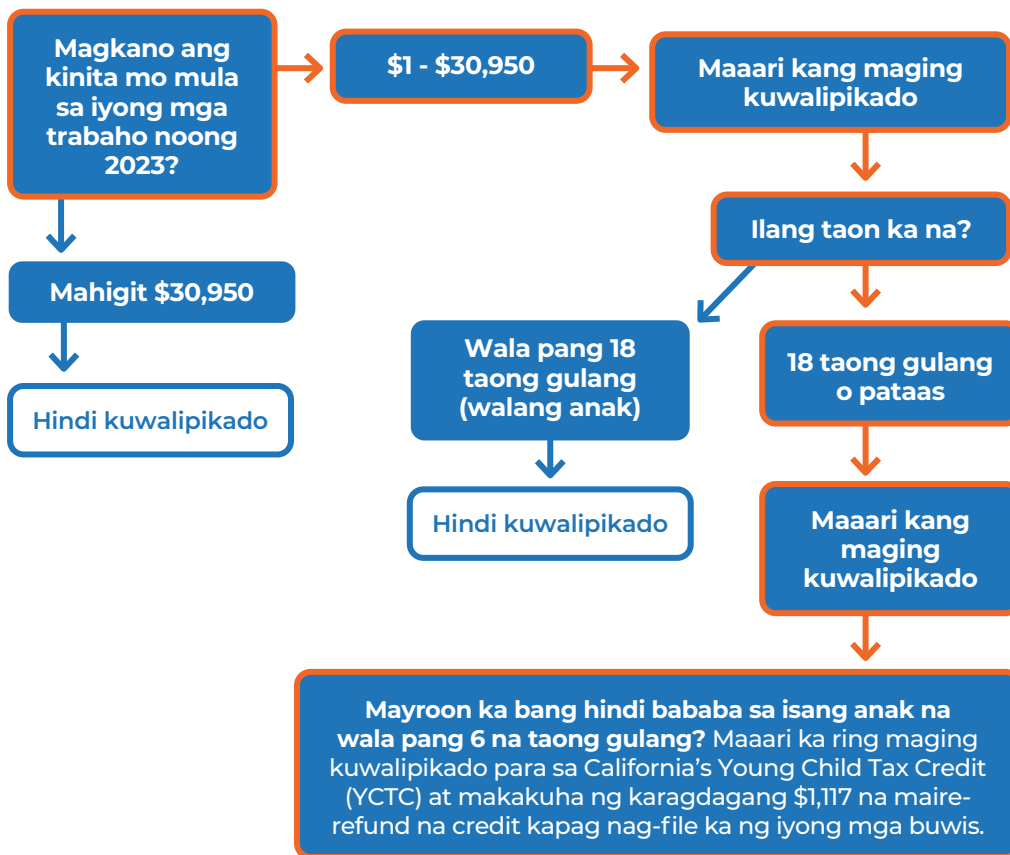 Magkano ang
kinita mo mula
sa iyong mga
trabaho noong
2023?
$1 - $30,950
Maaari kang maging
kuwalipikado
Ilang taon ka na?
Mahigit $30,950
Hindi kuwalipikado
Wala pang 18
taong gulang
(walang anak)
Hindi kuwalipikado
18 taong gulang
o pataas
Maaari kang
maging
kuwalipikado
Mayroon ka bang hindi bababa sa isang anak na
wala pang 6 na taong gulang? Maaari ka ring maging
kuwalipikado para sa California's Young Child Tax Credit
(YCTC) at makakuha ng karagdagang $1,117 na maire-
refund na credit kapag nag-file ka ng iyong mga buwis.